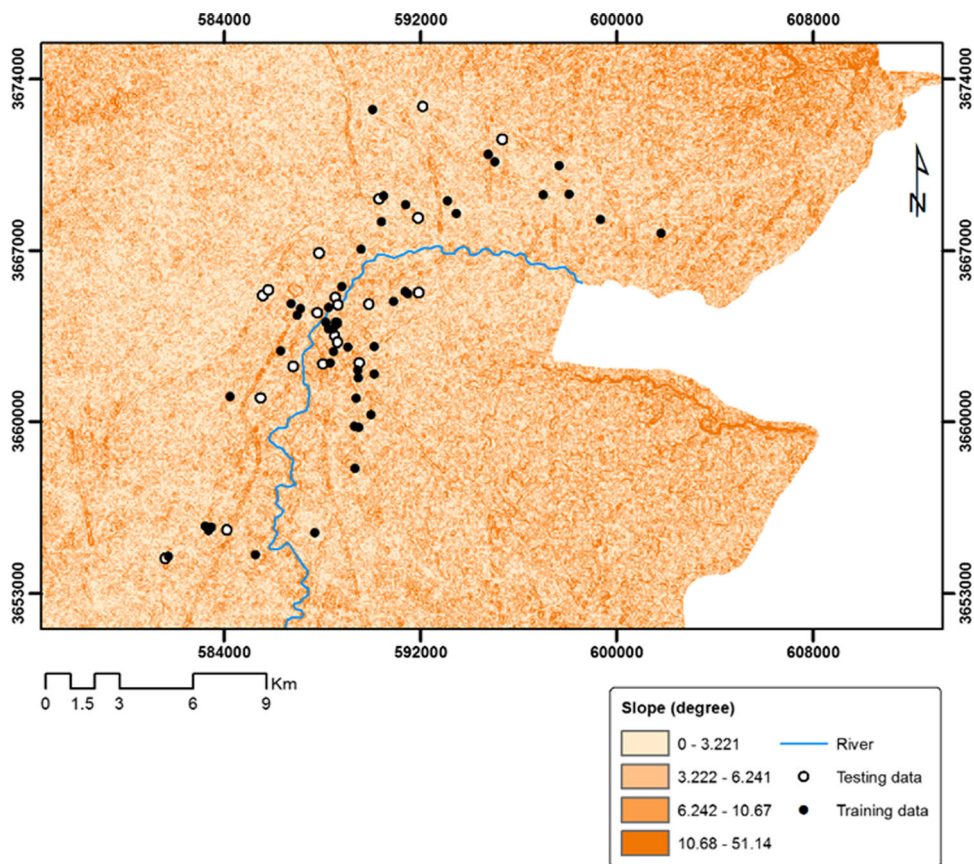 584000 592000 600000 608000
3674000 3674000
N
3667000 3667000
3660000 3660000
3653000 3653000
584000 592000 600000 608000
Km
0 1.5 3 6 9
Slope (degree)
0 - 3.221 River
3.222 - 6.241 Testing data
6.242 - 10.67 Training data
10.68 - 51.14